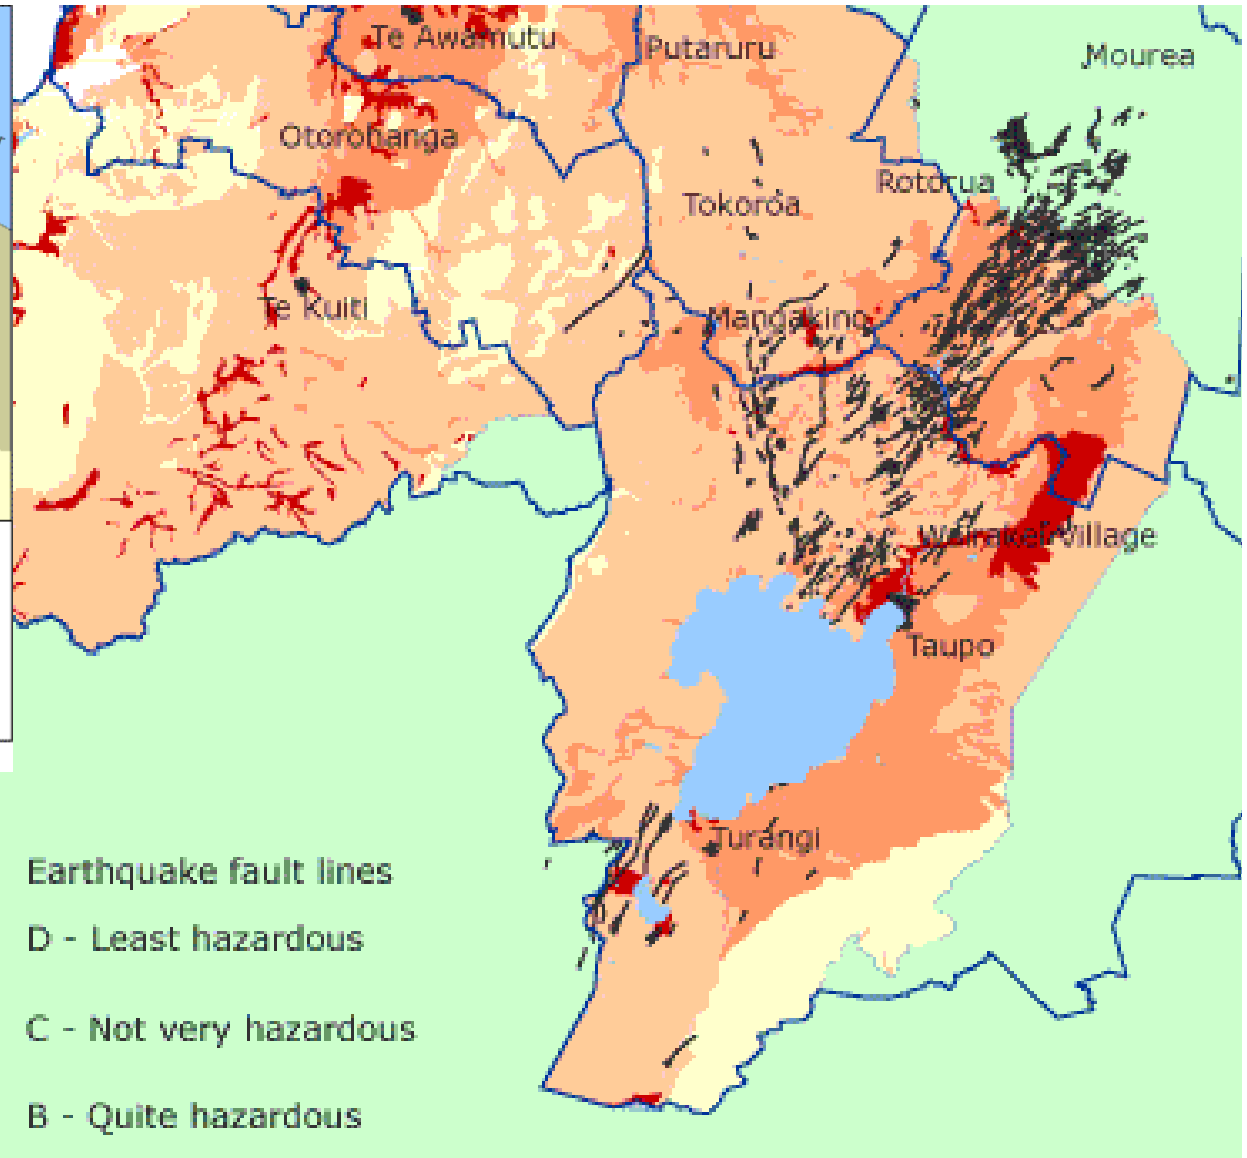 Te Awamutu
Putaruru
Mourea
Otorohanga
Rotorua
Tokoroa
Te Kuiti
Mangakino
Wairakei Village
Taupo
Turangi
Earthquake fault lines
D - Least hazardous
C - Not very hazardous
B - Quite hazardous